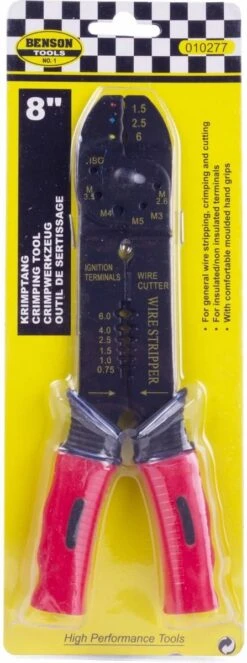 BENSON
TOOLS
NO. 1
010277
8"
KRIMPTANG
CRIMPING TOOL
CRIMPWERKZEUG
OUTIL DE SERTISSAGE
• For general wire stripping, crimping and cutting
• For insulated/non insulated terminals
• With comfortable moulded hand grips
1.5
2.5
6
.ISO
M
3.5
M
2.6
M4
M5
M3
IGNITION
TERMINALS
WIRE
CUTTER
WIRE STRIPPER
6.0
4.0
2.5
1.5
1.0
0.75
High Performance Tools